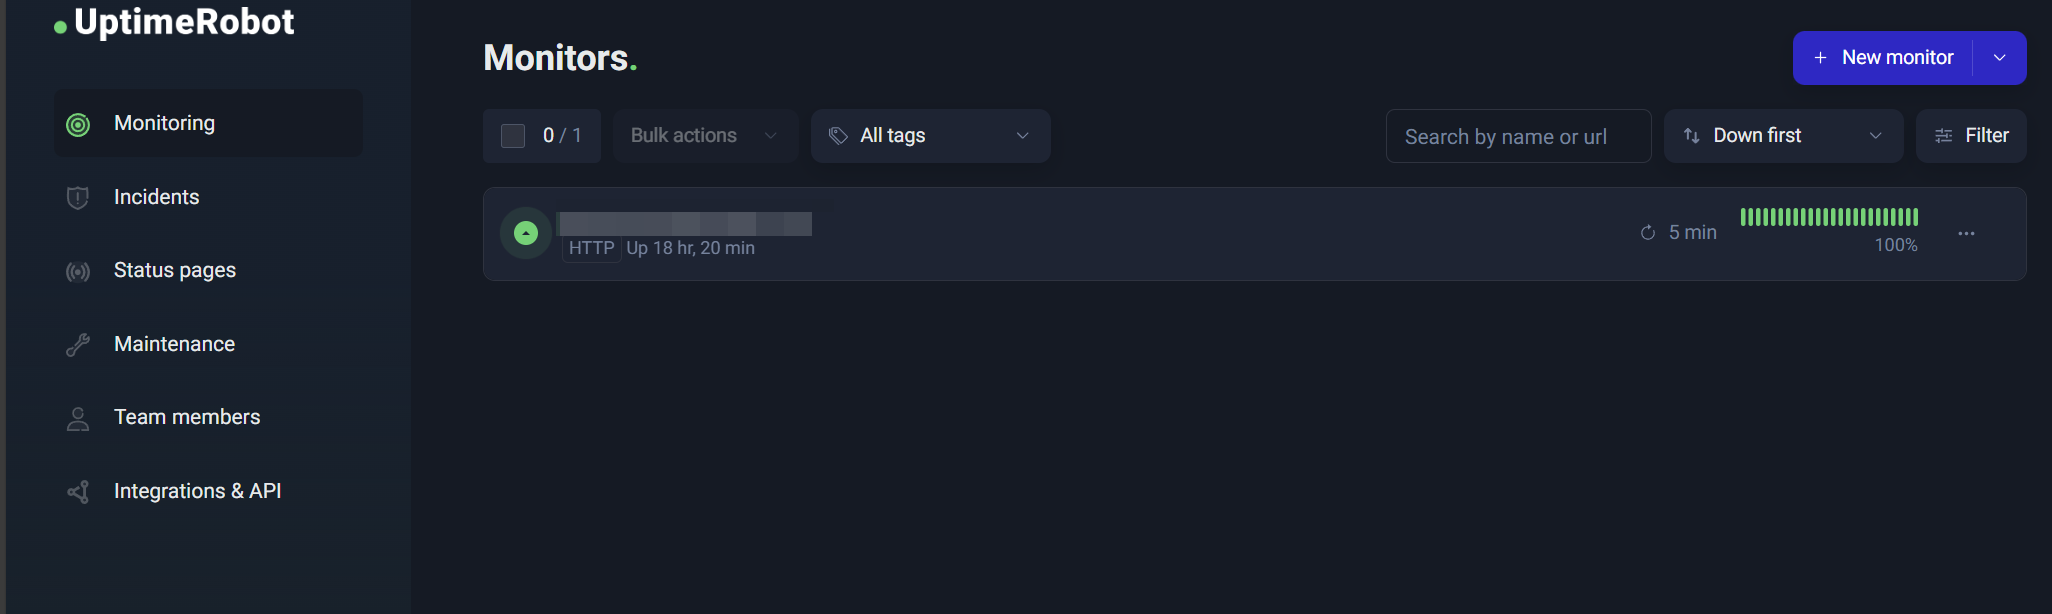 UptimeRobot
Monitoring
Incidents
Status pages
Maintenance
Team members
Integrations & API
Monitors.
+ New monitor
0 / 1
Bulk actions
All tags
Search by name or url
Down first
Filter
HTTP Up 18 hr, 20 min
5 min
100%